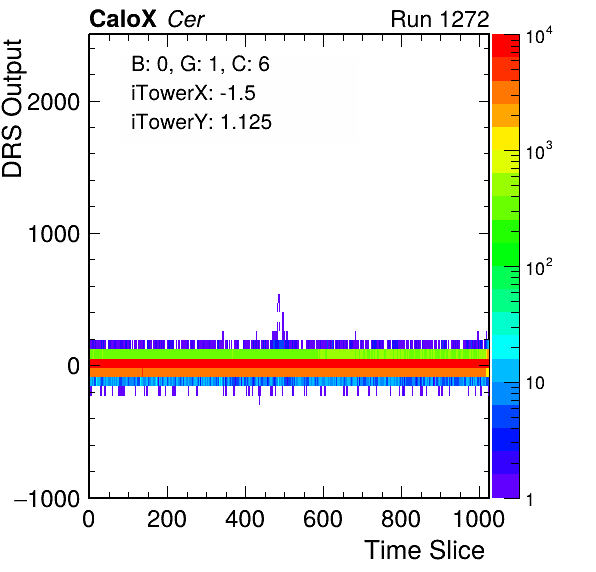 CaloX Cer Run 1272
B: 0, G: 1, C: 6
iTowerX: -1.5
iTowerY: 1.125
DRS Output
2000
1000
0
−1000
0 200 400 600 800 1000
Time Slice
10^4
10^3
10^2
10
1